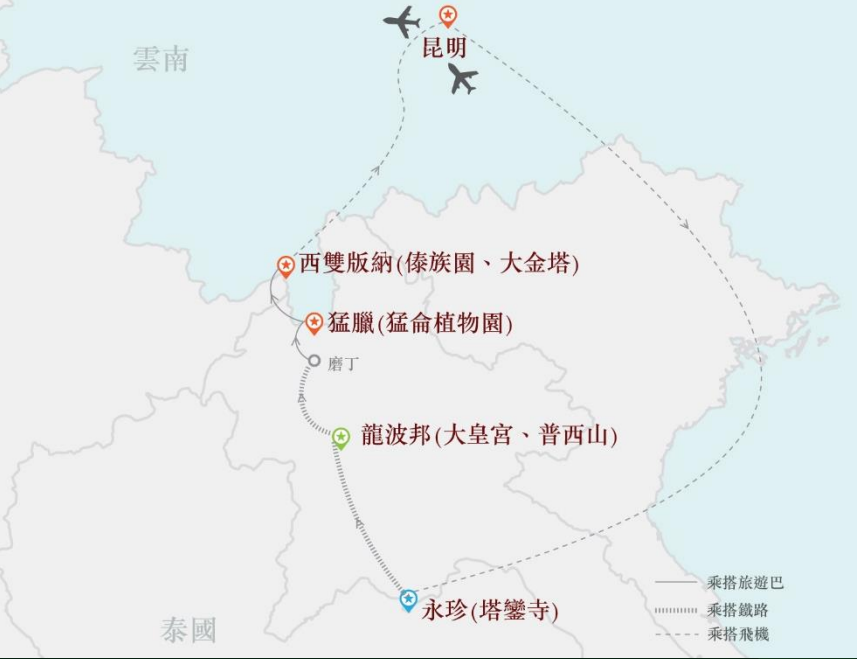 昆明
雲南
西雙版納(傣族園、大金塔)
猛臘(猛侖植物園)
磨丁
龍波邦(大皇宮、普西山)
乘搭旅遊巴
永珍(塔鑾寺)
乘搭鐵路
泰國
乘搭飛機